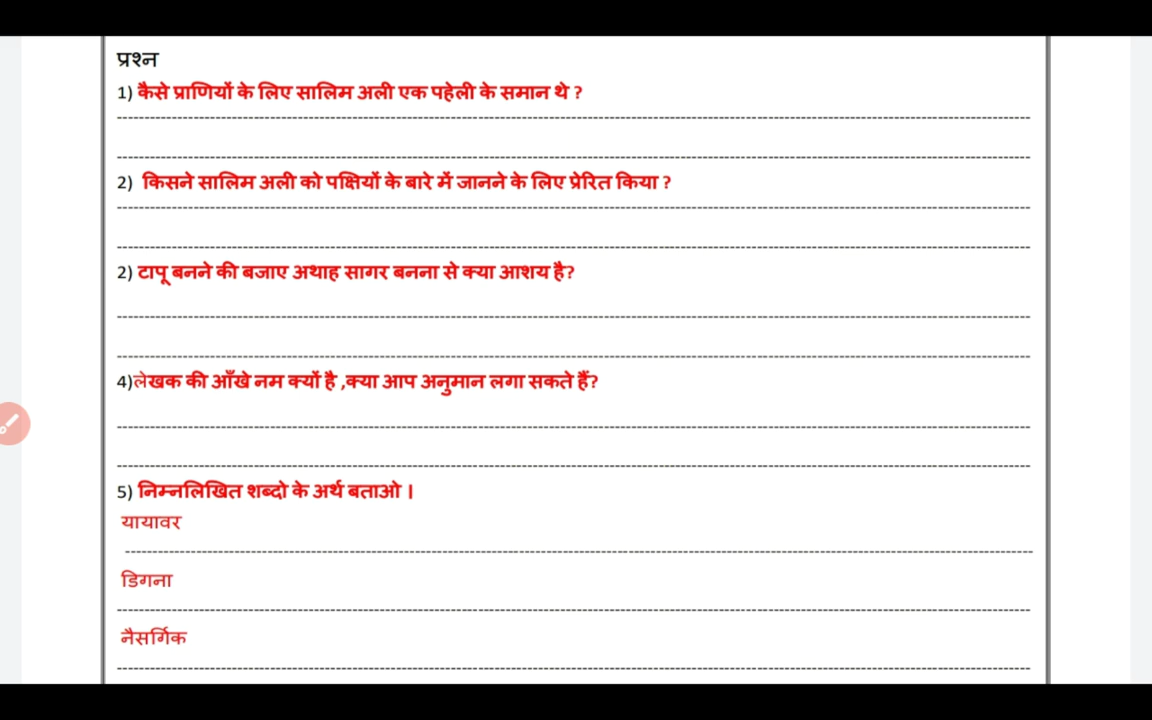 प्रश्न
1) कैसे प्राणियों के लिए सालिम अली एक पहेली के समान थे ?
2) किसने सालिम अली को पक्षियों के बारे में जानने के लिए प्रेरित किया ?
2) टापू बनने की बजाए अथाह सागर बनना से क्या आशय है?
4)लेखक की आँखे नम क्यों है ,क्या आप अनुमान लगा सकते हैं?
5) निम्नलिखित शब्दो के अर्थ बताओ ।
यायावर
डिगना
नैसर्गिक